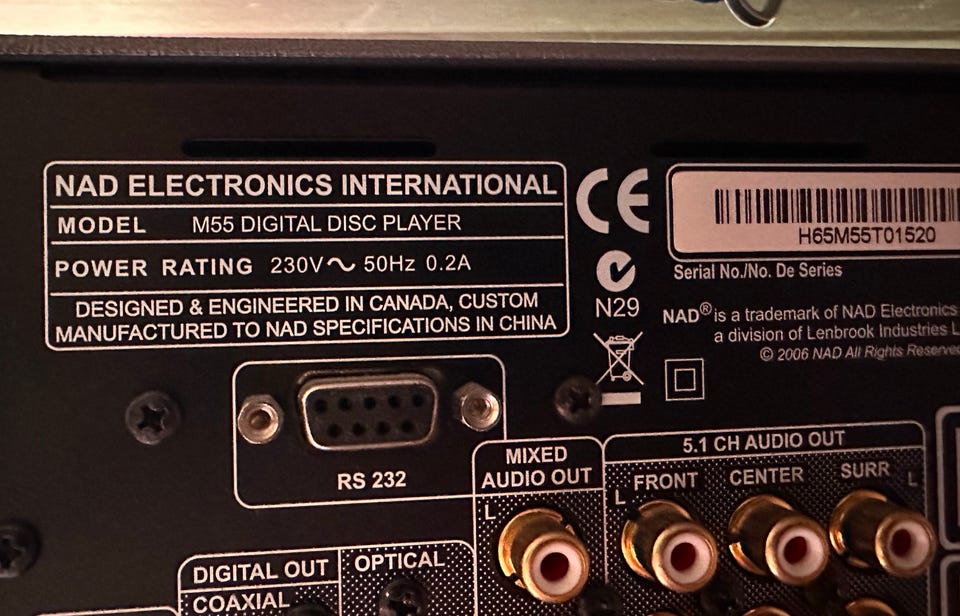 NAD ELECTRONICS INTERNATIONAL
MODEL M55 DIGITAL DISC PLAYER
POWER RATING 230V~ 50Hz 0.2A
DESIGNED & ENGINEERED IN CANADA, CUSTOM
MANUFACTURED TO NAD SPECIFICATIONS IN CHINA
CE
N29
H65M55T01520
Serial No./No. De Series
NAD® is a trademark of NAD Electronics
a division of Lenbrook Industries L
© 2006 NAD All Rights Reserve
RS 232
MIXED
AUDIO OUT
L
5.1 CH AUDIO OUT
L FRONT CENTER SURR L
DIGITAL OUT
COAXIAL
OPTICAL